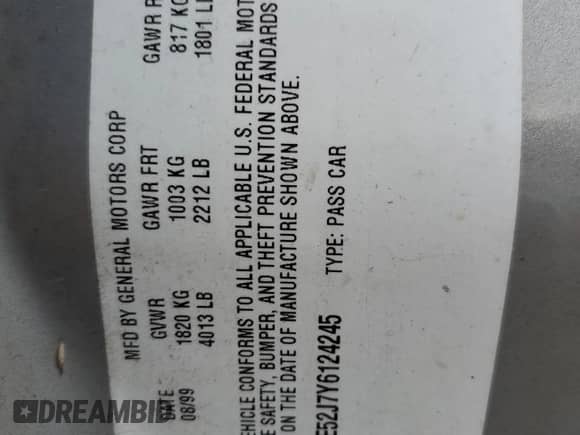 MFD BY GENERAL MOTORS CORP
DATE GVWR GAWR FRT GAWR R
08/99 1820 KG 1003 KG 817 KG
4013 LB 2212 LB 1801 LB
EHICLE CONFORMS TO ALL APPLICABLE U.S. FEDERAL MOT
E SAFETY, BUMPER, AND THEFT PREVENTION STANDARDS
ON THE DATE OF MANUFACTURE SHOWN ABOVE.
E52J7Y6124245 TYPE: PASS CAR
DREAMBID